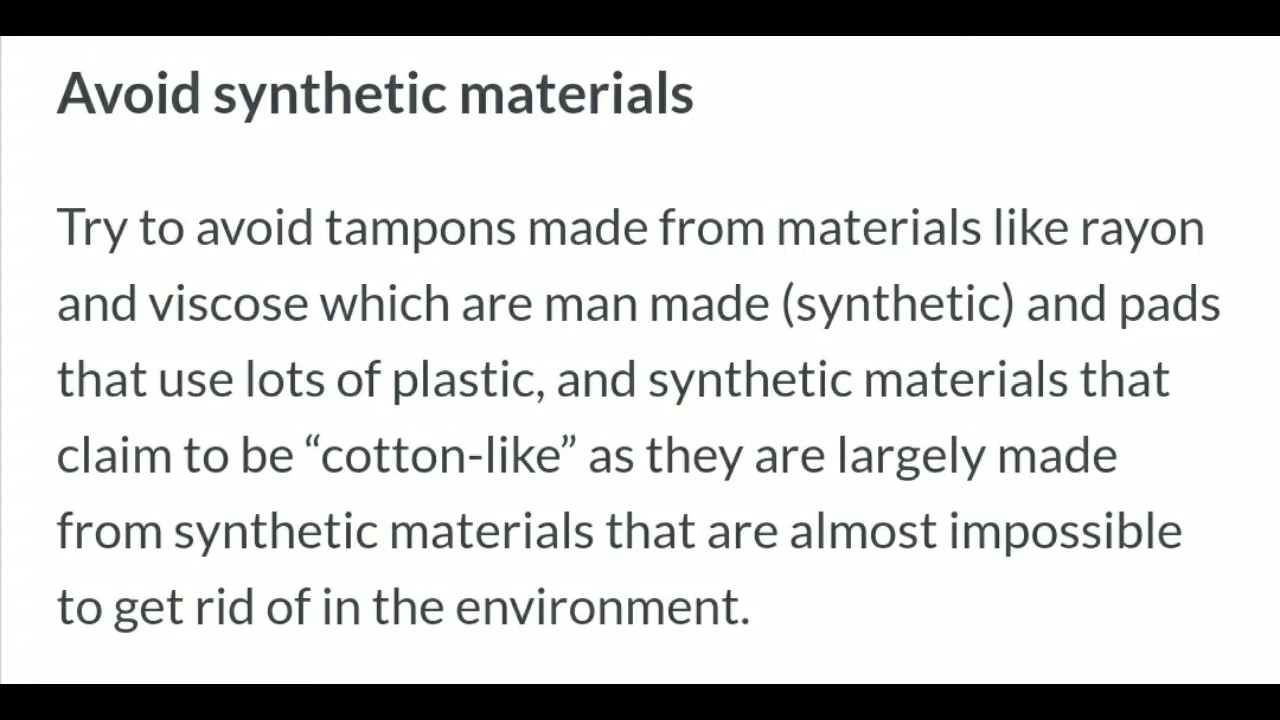 Avoid synthetic materials
Try to avoid tampons made from materials like rayon
and viscose which are man made (synthetic) and pads
that use lots of plastic, and synthetic materials that
claim to be “cotton-like” as they are largely made
from synthetic materials that are almost impossible
to get rid of in the environment.